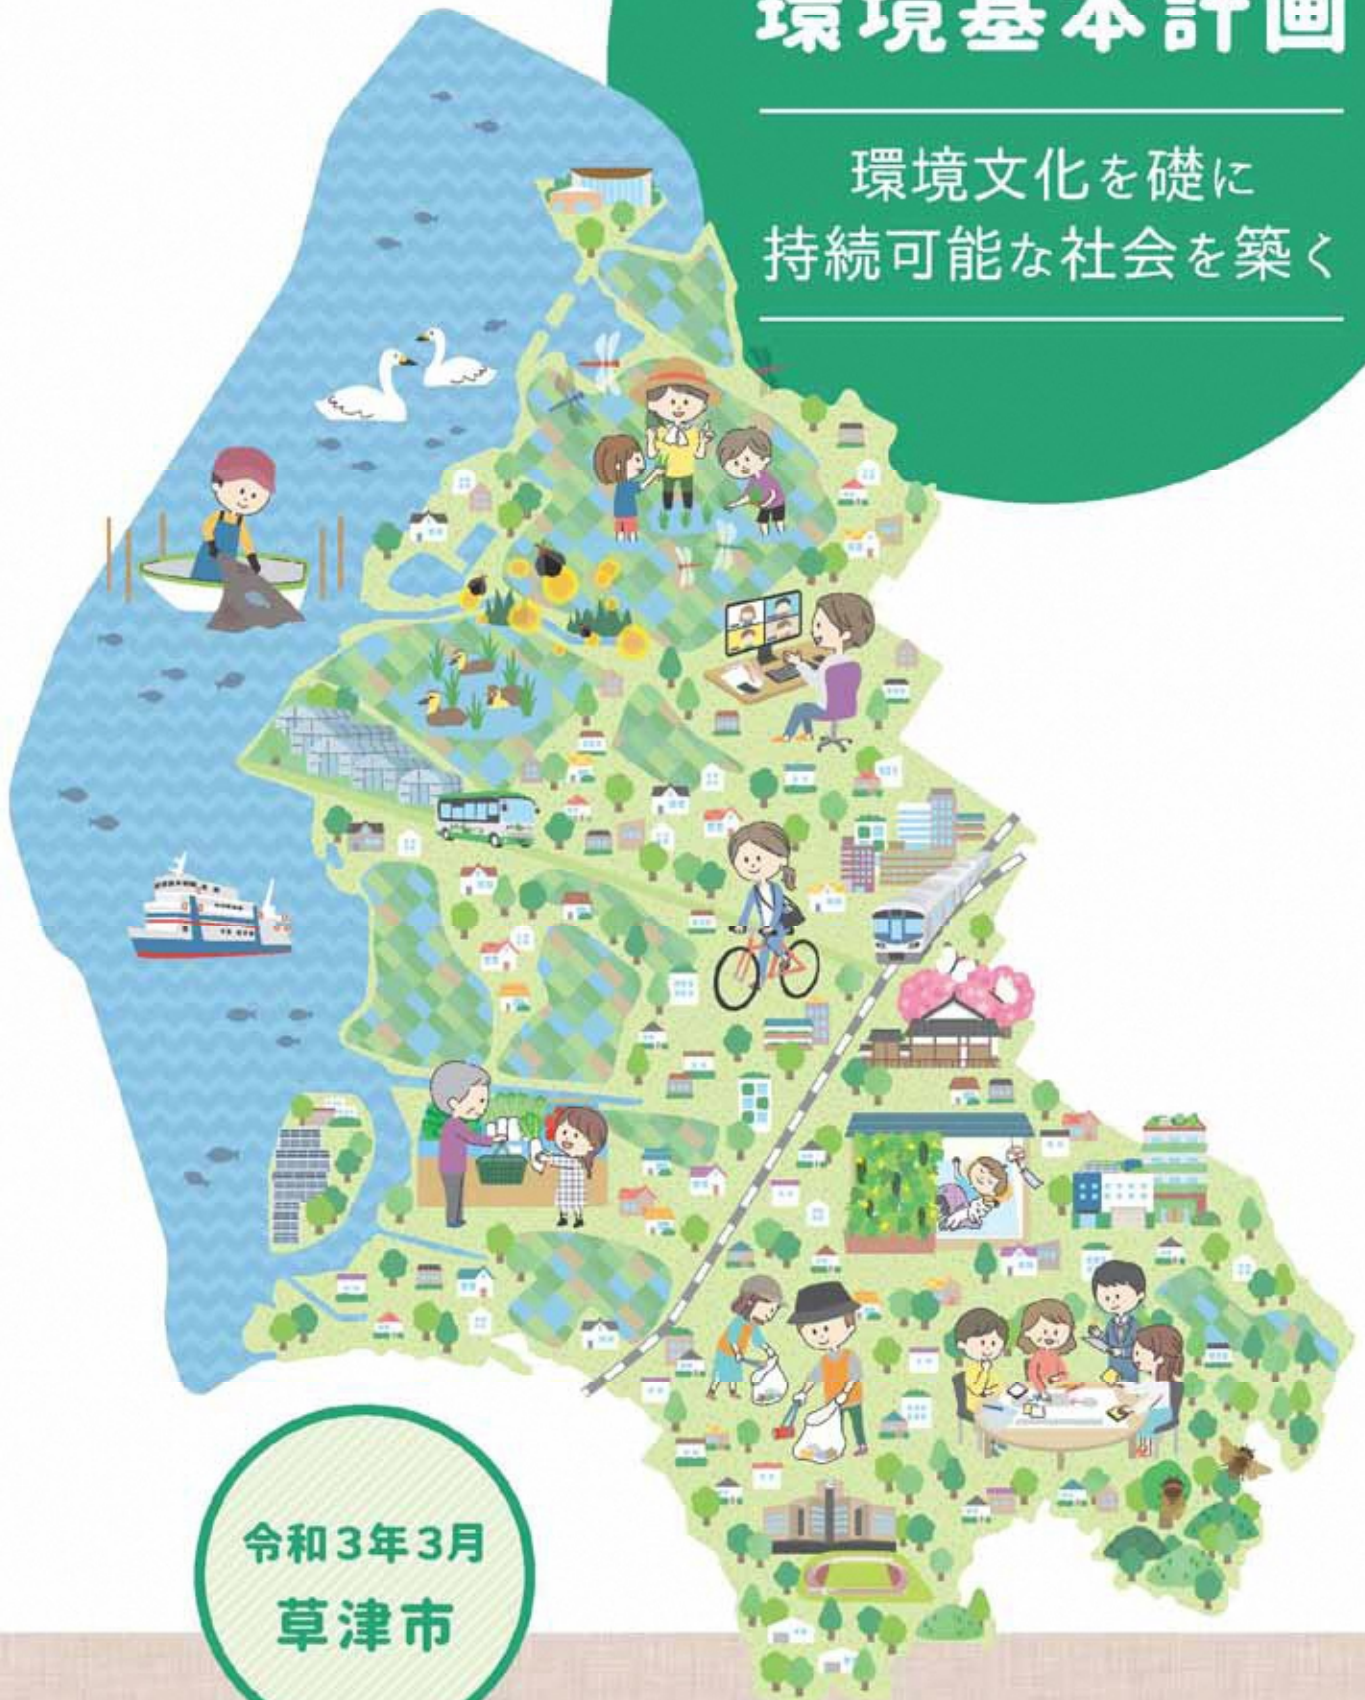 環境基本計画
環境文化を礎に
持続可能な社会を築く
令和3年3月
草津市